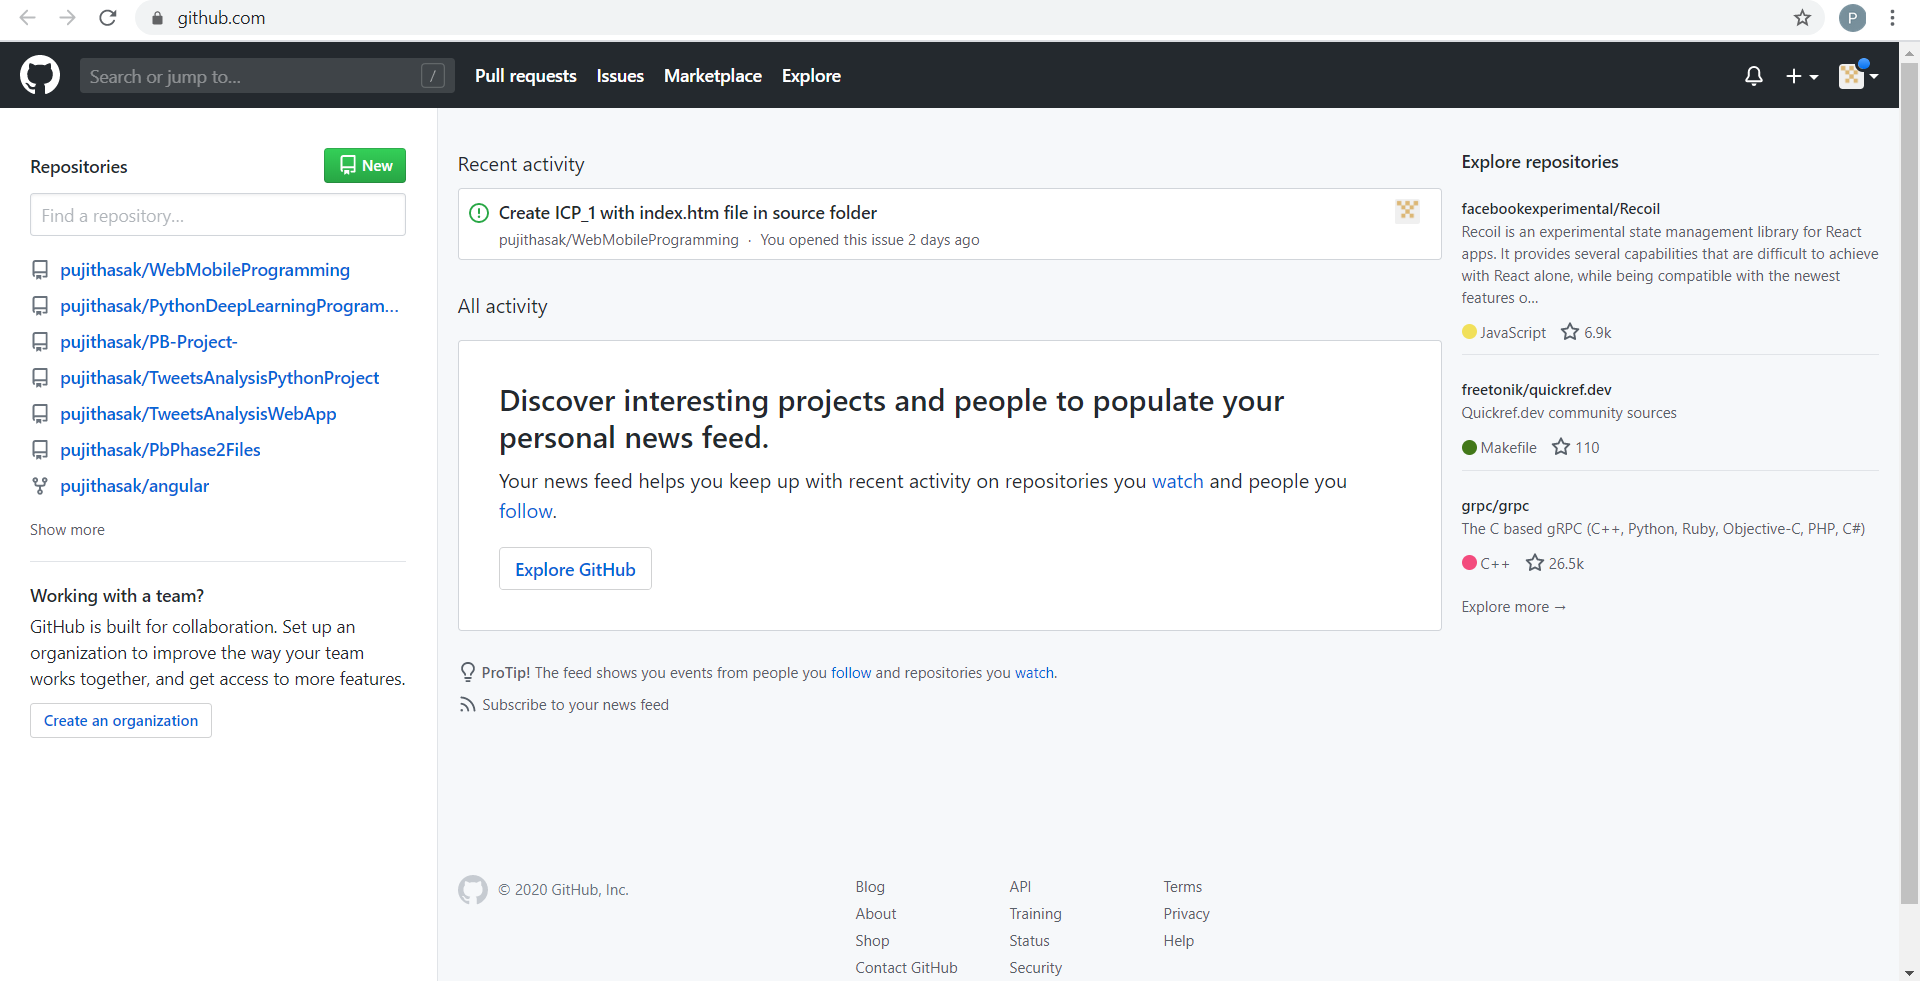 github.com
P
Search or jump to...
/
Pull requests
Issues
Marketplace
Explore
Repositories
New
Find a repository...
pujithasak/WebMobileProgramming
pujithasak/PythonDeepLearningProgram...
pujithasak/PB-Project-
pujithasak/TweetsAnalysisPythonProject
pujithasak/TweetsAnalysisWebApp
pujithasak/PbPhase2Files
pujithasak/angular
Show more
Working with a team?
GitHub is built for collaboration. Set up an
organization to improve the way your team
works together, and get access to more features.
Create an organization
Recent activity
Create ICP_1 with index.htm file in source folder
pujithasak/WebMobileProgramming · You opened this issue 2 days ago
All activity
Discover interesting projects and people to populate your
personal news feed.
Your news feed helps you keep up with recent activity on repositories you watch and people you
follow.
Explore GitHub
ProTip! The feed shows you events from people you follow and repositories you watch.
Subscribe to your news feed
Explore repositories
facebookexperimental/Recoil
Recoil is an experimental state management library for React
apps. It provides several capabilities that are difficult to achieve
with React alone, while being compatible with the newest
features o...
JavaScript 6.9k
freetonik/quickref.dev
Quickref.dev community sources
Makefile 110
grpc/grpc
The C based gRPC (C++, Python, Ruby, Objective-C, PHP, C#)
C++ 26.5k
Explore more →
© 2020 GitHub, Inc.
Blog
About
Shop
Contact GitHub
API
Training
Status
Security
Terms
Privacy
Help